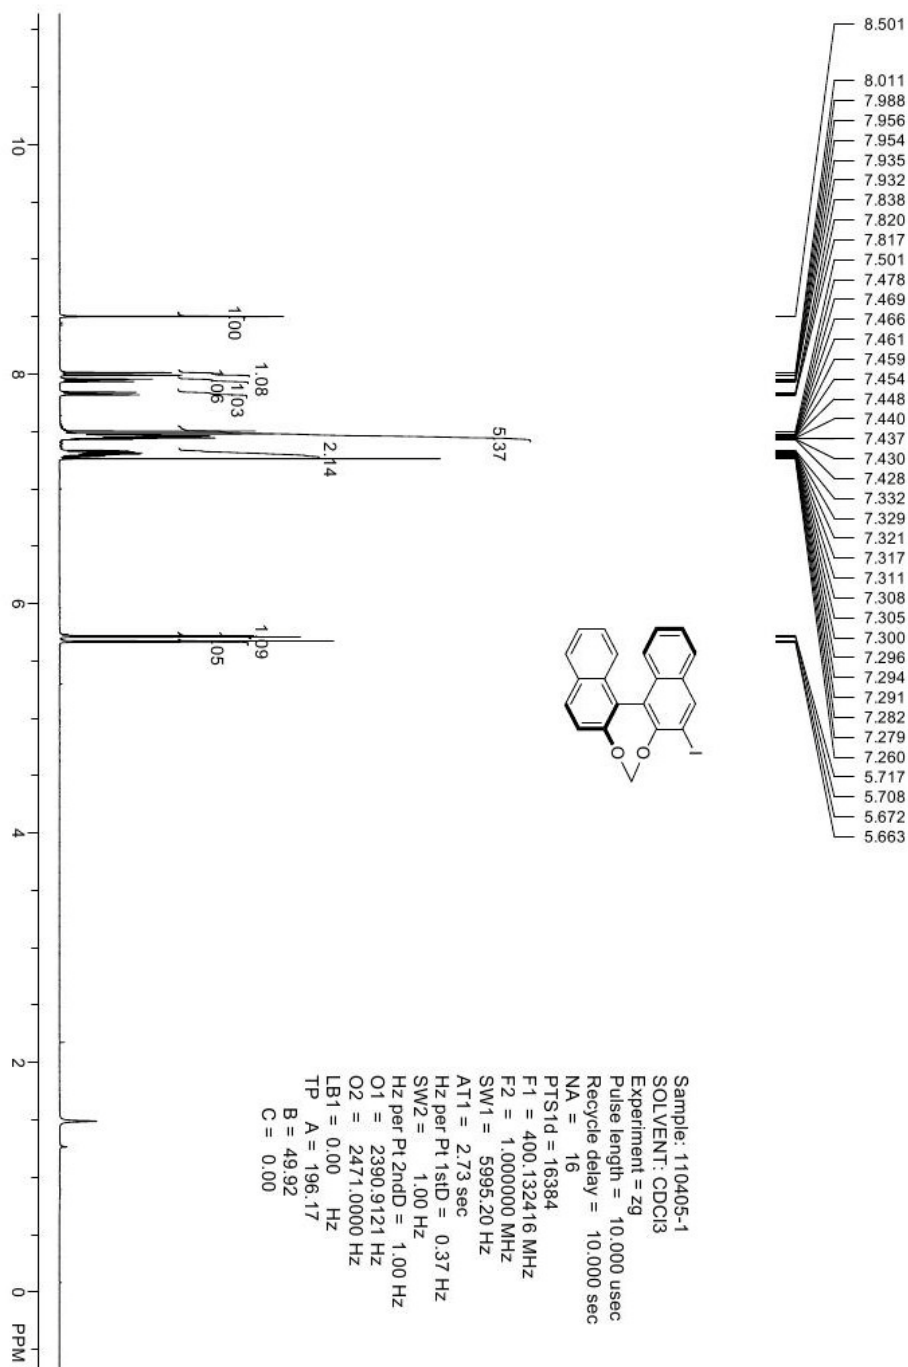 8.501
8.011
7.988
7.956
7.954
7.935
7.932
7.838
7.820
7.817
7.501
7.478
7.469
7.466
7.461
7.459
7.454
7.448
7.440
7.437
7.430
7.428
7.332
7.329
7.321
7.317
7.311
7.308
7.305
7.300
7.296
7.294
7.291
7.282
7.279
7.260
5.717
5.708
5.672
5.663
10
8
6
4
2
0
PPM
1.00
1.08
1.06
1.03
5.37
2.14
1.09
1.05
I
O
O
Sample: 110405-1
SOLVENT: CDCl3
Experiment = zg
Pulse length = 10.000 usec
Recycle delay = 10.000 sec
NA = 16
PTS1d = 16384
F1 = 400.132416 MHz
F2 = 1.000000 MHz
SW1 = 5995.20 Hz
AT1 = 2.73 sec
Hz per Pt 1stD = 0.37 Hz
SW2 = 1.00 Hz
Hz per Pt 2ndD = 1.00 Hz
O1 = 2390.9121 Hz
O2 = 2471.0000 Hz
LB1 = 0.00 Hz
TP A = 196.17
B = 49.92
C = 0.00